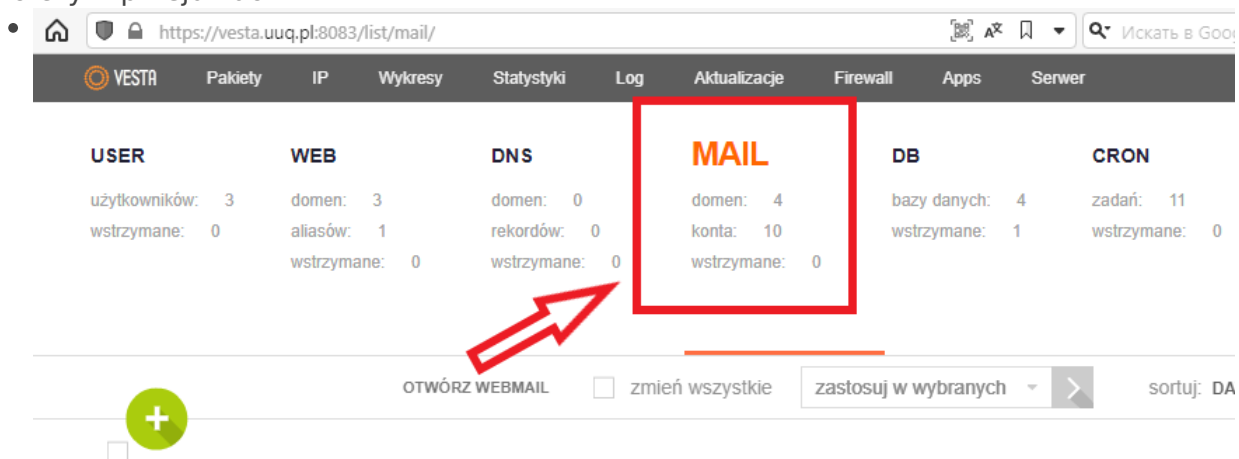 https://vesta.uuq.pl:8083/list/mail/ Искать в Goo
VESTA Pakiety IP Wykresy Statystyki Log Aktualizacje Firewall Apps Serwer
USER WEB DNS MAIL DB CRON
użytkowników: 3 domen: 3 domen: 0 domen: 4 bazy danych: 4 zadań: 11
wstrzymane: 0 aliasów: 1 rekordów: 0 konta: 10 wstrzymane: 1 wstrzymane: 0
wstrzymane: 0 wstrzymane: 0 wstrzymane: 0
OTWÓRZ WEBMAIL zmień wszystkie zastosuj w wybranych sortuj: DA